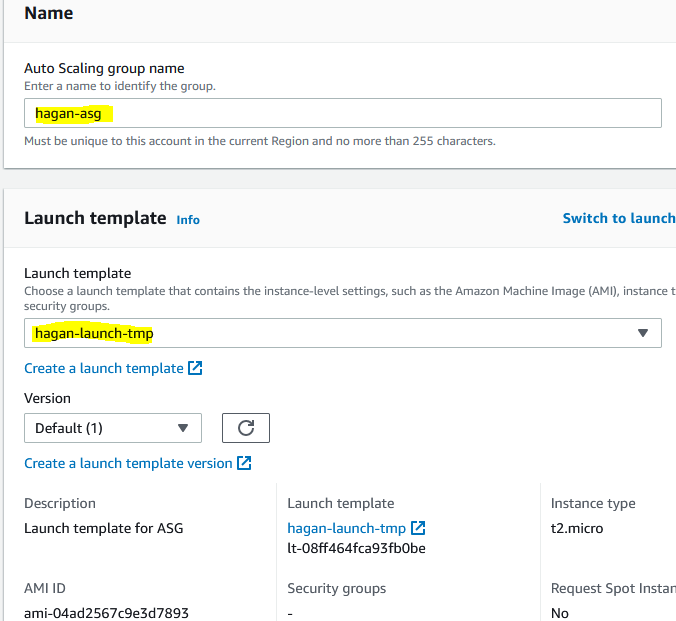 Name
Auto Scaling group name
Enter a name to identify the group.
hagan-asg
Must be unique to this account in the current Region and no more than 255 characters.
Launch template Info
Switch to launch
Launch template
Choose a launch template that contains the instance-level settings, such as the Amazon Machine Image (AMI), instance t
security groups.
hagan-launch-tmp
Create a launch template
Version
Default (1)
Create a launch template version
Description
Launch template for ASG
Launch template
hagan-launch-tmp
lt-08ff464fca93fb0be
Instance type
t2.micro
AMI ID
ami-04ad2567c9e3d7893
Security groups
-
Request Spot Instan
No